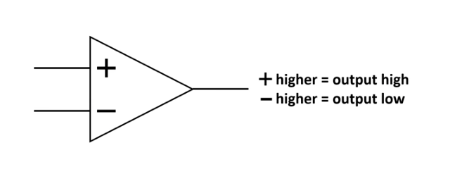 +
−
+ higher = output high
− higher = output low